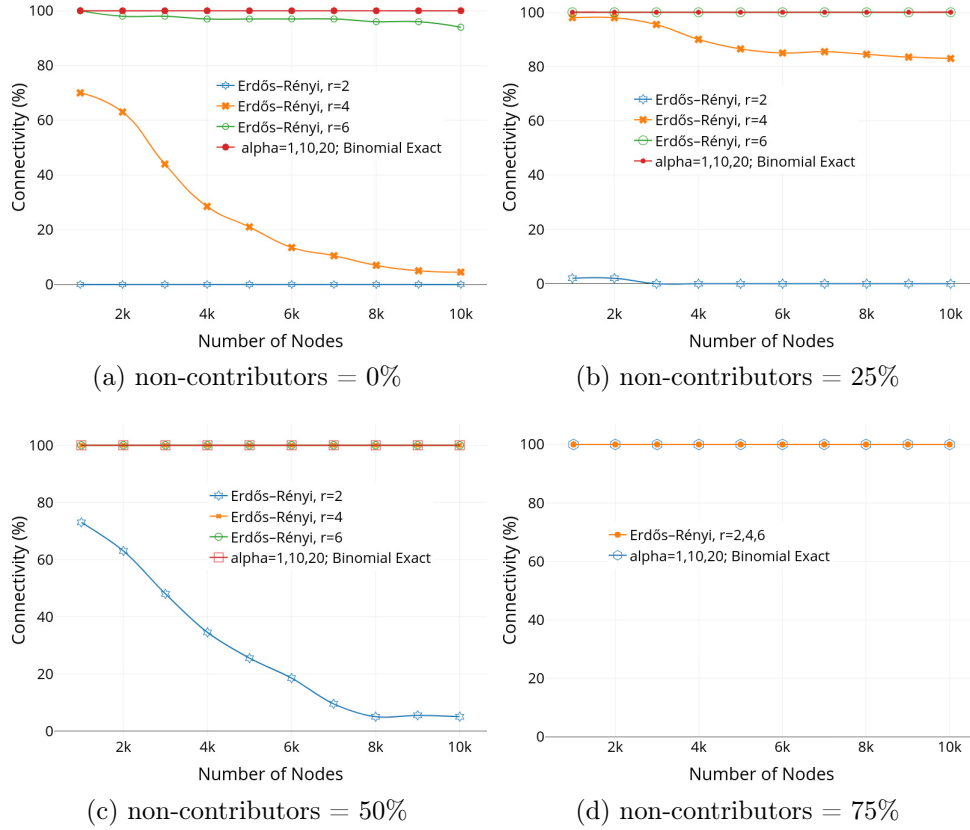 Connectivity (%)
100
80
60
40
20
0
Erdős–Rényi, r=2
Erdős–Rényi, r=4
Erdős–Rényi, r=6
alpha=1,10,20; Binomial Exact
2k 4k 6k 8k 10k
Number of Nodes
(a) non-contributors = 0%
Connectivity (%)
100
80
60
40
20
0
Erdős–Rényi, r=2
Erdős–Rényi, r=4
Erdős–Rényi, r=6
alpha=1,10,20; Binomial Exact
2k 4k 6k 8k 10k
Number of Nodes
(b) non-contributors = 25%
Connectivity (%)
100
80
60
40
20
0
Erdős–Rényi, r=2
Erdős–Rényi, r=4
Erdős–Rényi, r=6
alpha=1,10,20; Binomial Exact
2k 4k 6k 8k 10k
Number of Nodes
(c) non-contributors = 50%
Connectivity (%)
100
80
60
40
20
0
Erdős–Rényi, r=2,4,6
alpha=1,10,20; Binomial Exact
2k 4k 6k 8k 10k
Number of Nodes
(d) non-contributors = 75%